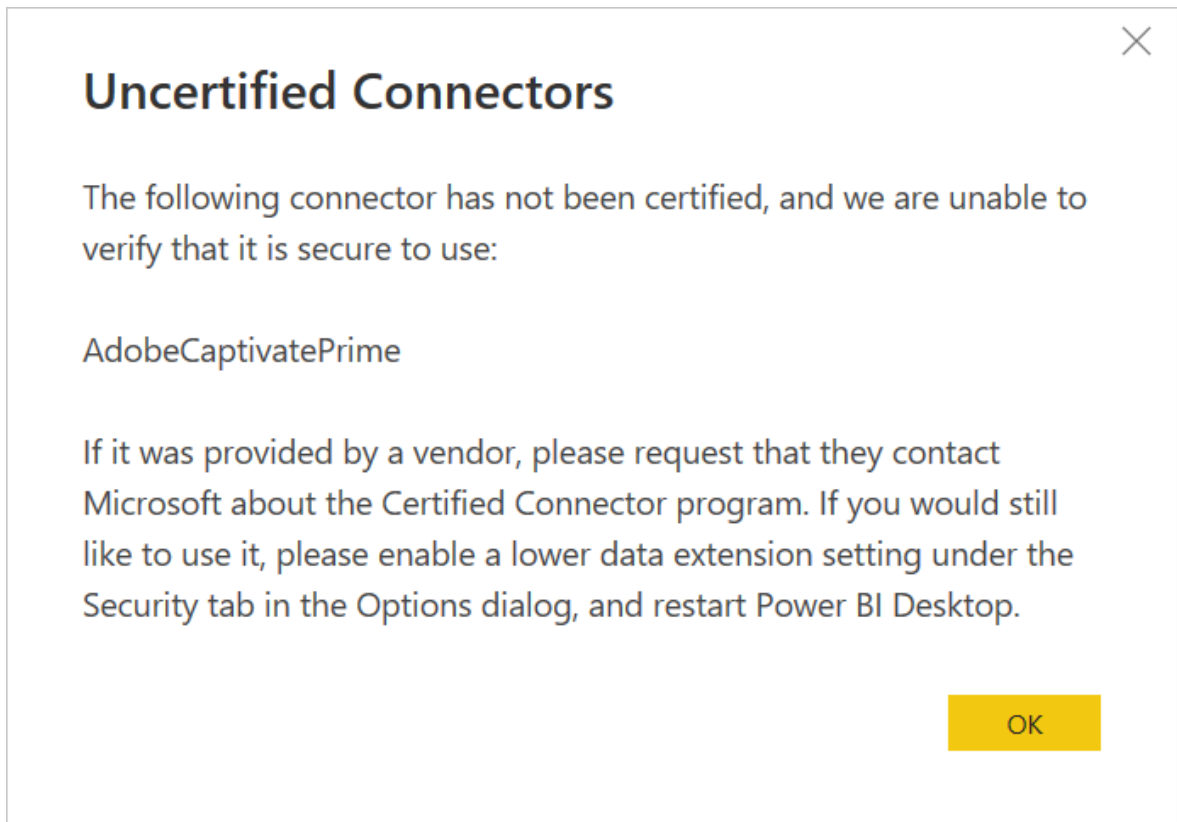 Uncertified Connectors
The following connector has not been certified, and we are unable to
verify that it is secure to use:
AdobeCaptivatePrime
If it was provided by a vendor, please request that they contact
Microsoft about the Certified Connector program. If you would still
like to use it, please enable a lower data extension setting under the
Security tab in the Options dialog, and restart Power BI Desktop.
OK